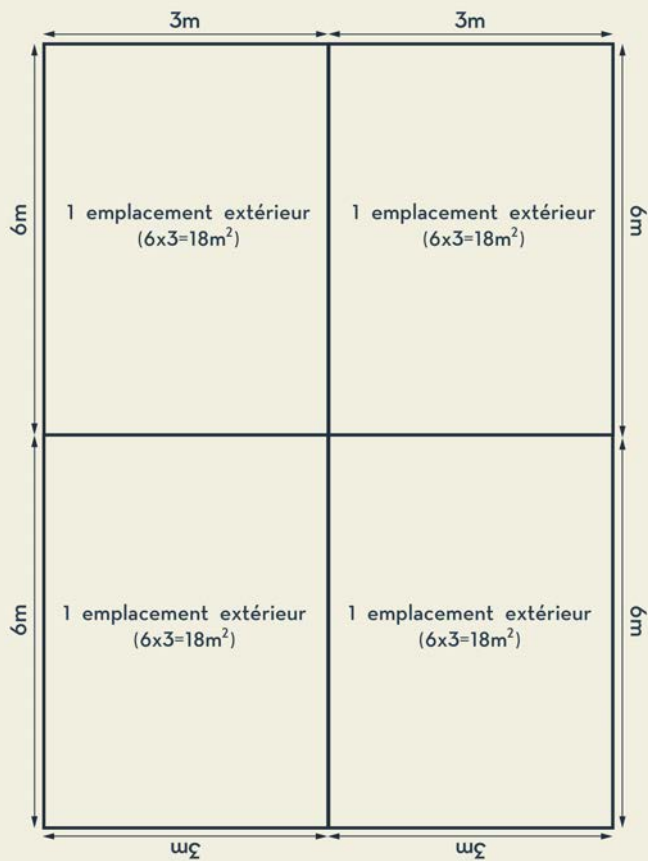 3m 3m
6m 6m
1 emplacement extérieur
(6x3=18m²)
1 emplacement extérieur
(6x3=18m²)
6m 6m
1 emplacement extérieur
(6x3=18m²)
1 emplacement extérieur
(6x3=18m²)
3m 3m